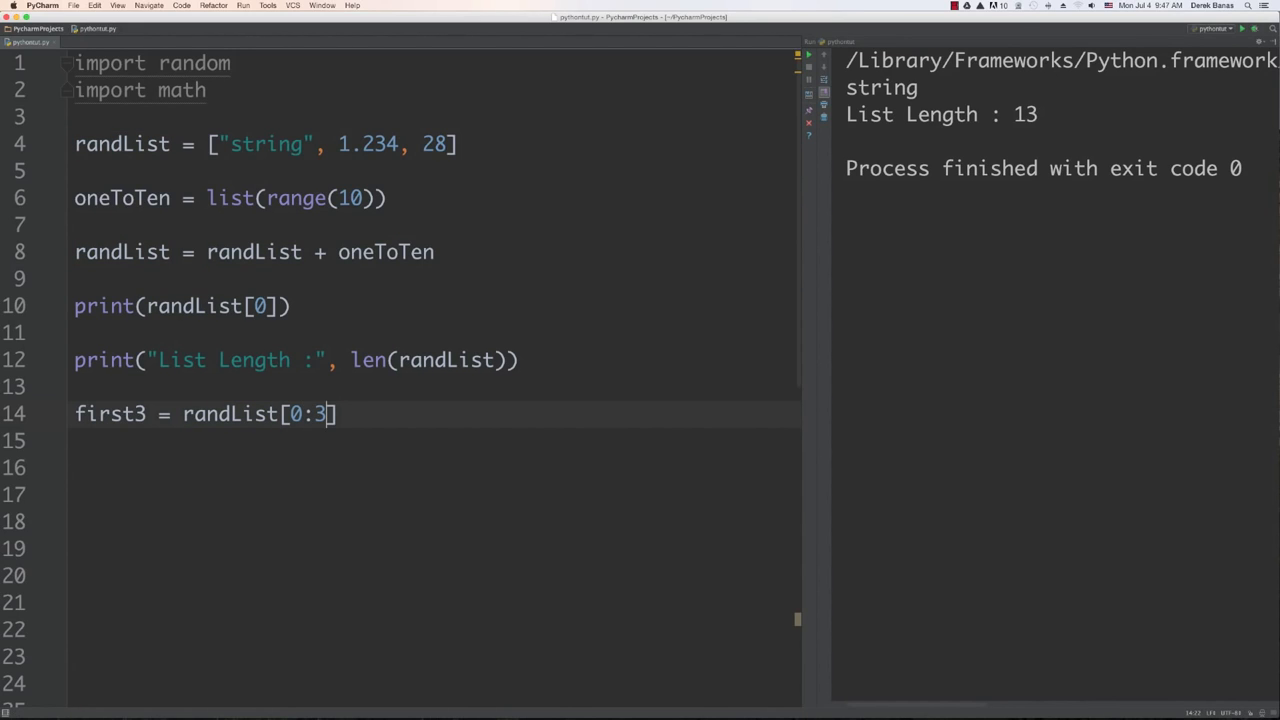 PyCharm File Edit View Navigate Code Refactor Run Tools VCS Window Help
10 Mon Jul 4 9:47 AM Derek Banas
pythontut.py - PycharmProjects - [~/PycharmProjects]
PycharmProjects pythontut.py
pythontut
pythontut.py
Run pythontut
1 import random
2 import math
3
4 randList = ["string", 1.234, 28]
5
6 oneToTen = list(range(10))
7
8 randList = randList + oneToTen
9
10 print(randList[0])
11
12 print("List Length :", len(randList))
13
14 first3 = randList[0:3]
15
16
17
18
19
20
21
22
23
24
/Library/Frameworks/Python.framework
string
List Length : 13
Process finished with exit code 0
14:22 LF÷ UTF-8÷